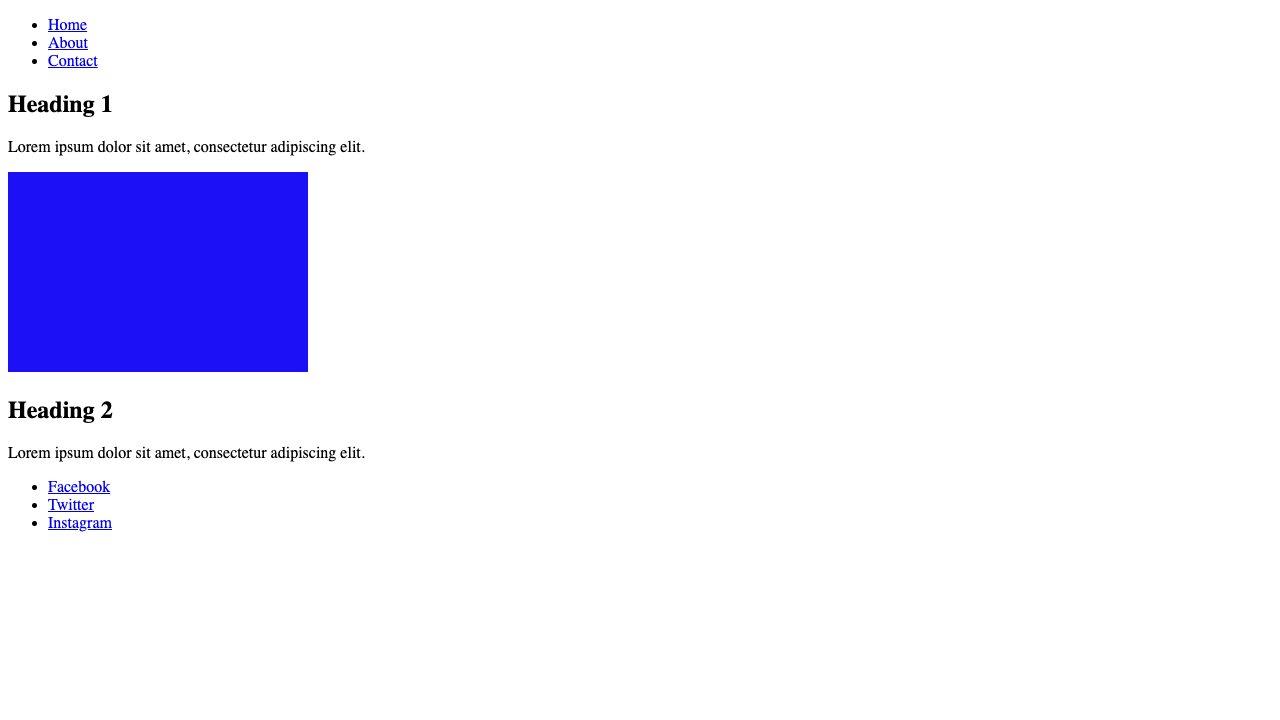 Home
About
Contact
Heading 1
Lorem ipsum dolor sit amet, consectetur adipiscing elit.
Heading 2
Lorem ipsum dolor sit amet, consectetur adipiscing elit.
Facebook
Twitter
Instagram